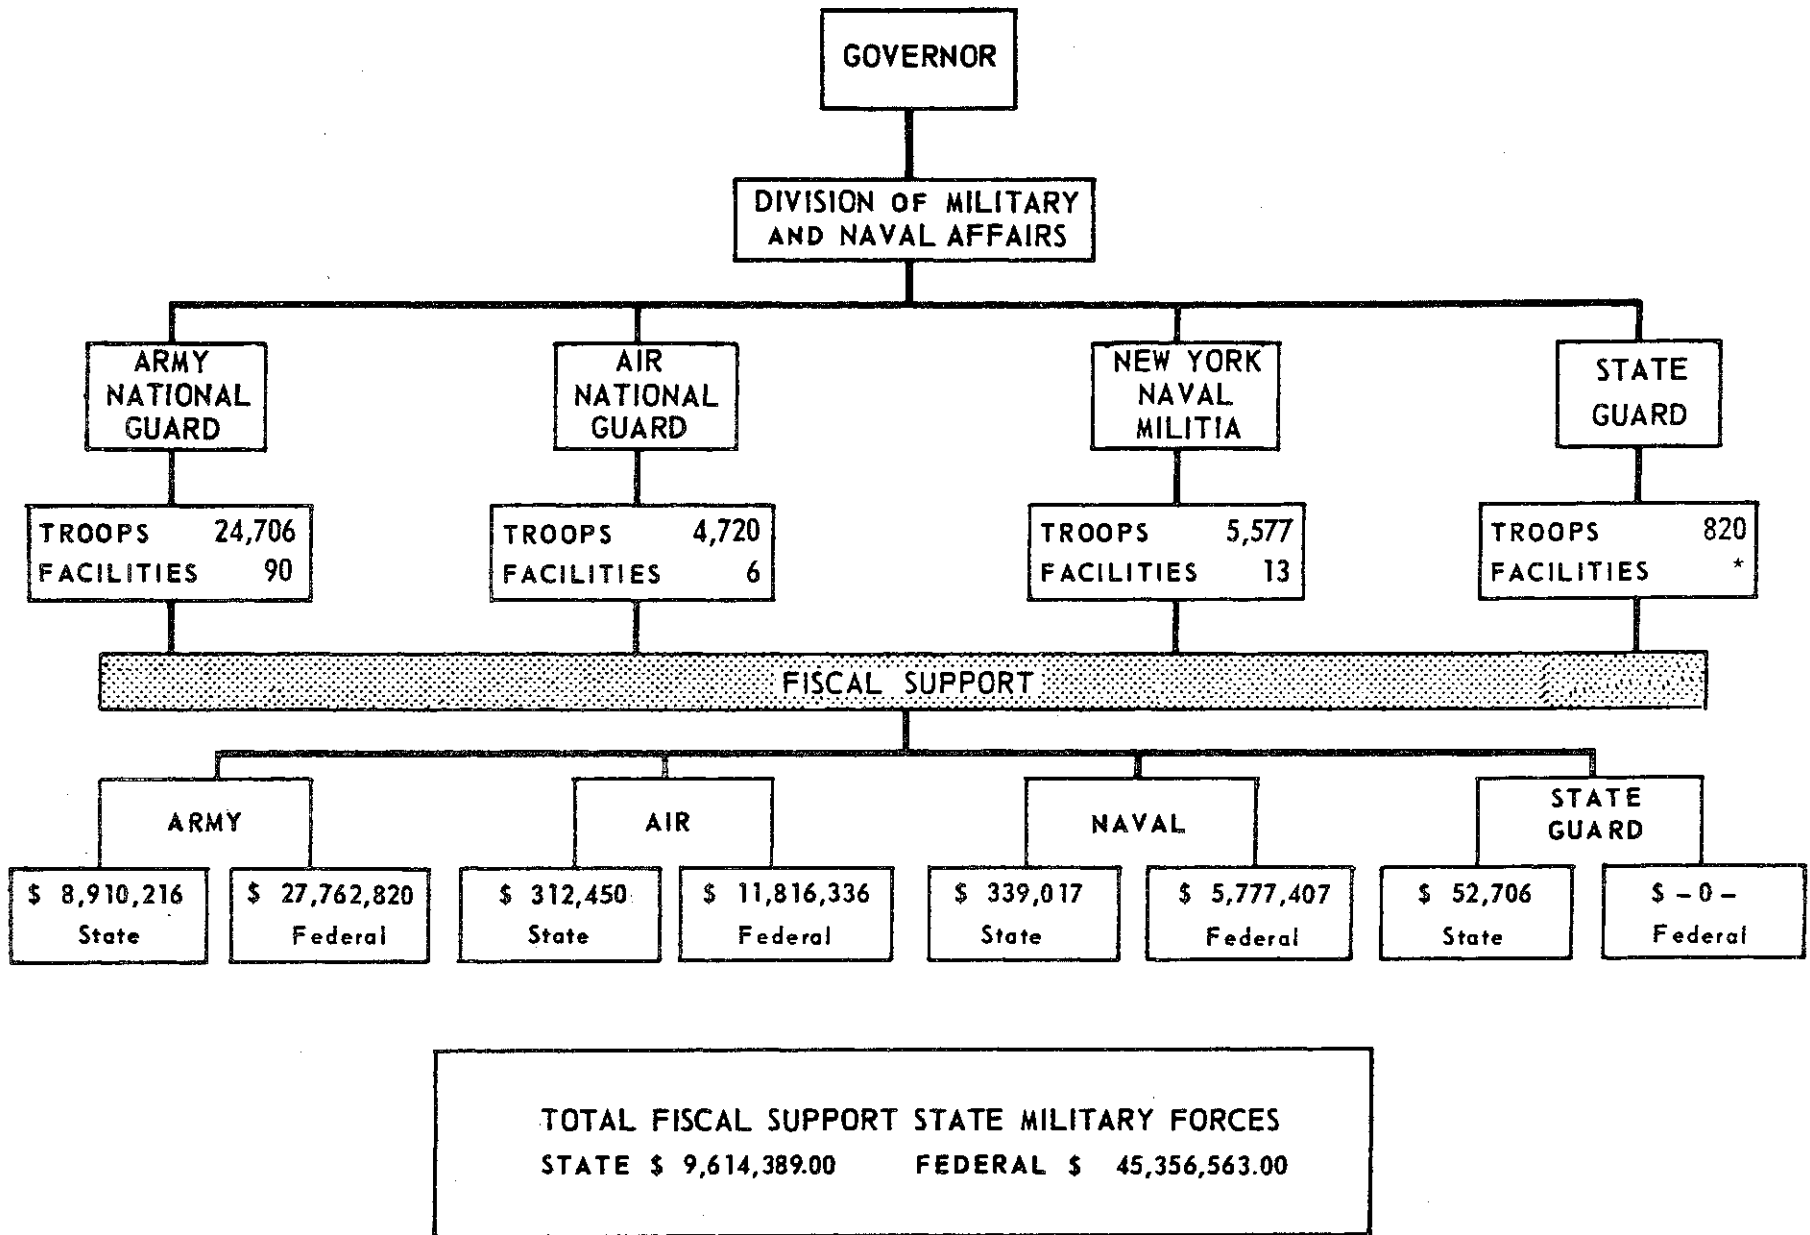 GOVERNOR
DIVISION OF MILITARY
AND NAVAL AFFAIRS
ARMY
NATIONAL
GUARD
AIR
NATIONAL
GUARD
NEW YORK
NAVAL
MILITIA
STATE
GUARD
TROOPS 24,706
FACILITIES 90
TROOPS 4,720
FACILITIES 6
TROOPS 5,577
FACILITIES 13
TROOPS 820
FACILITIES *
FISCAL SUPPORT
ARMY
AIR
NAVAL
STATE
GUARD
$ 8,910,216
State
$ 27,762,820
Federal
$ 312,450
State
$ 11,816,336
Federal
$ 339,017
State
$ 5,777,407
Federal
$ 52,706
State
$ – 0 –
Federal
TOTAL FISCAL SUPPORT STATE MILITARY FORCES
STATE $ 9,614,389.00 FEDERAL $ 45,356,563.00